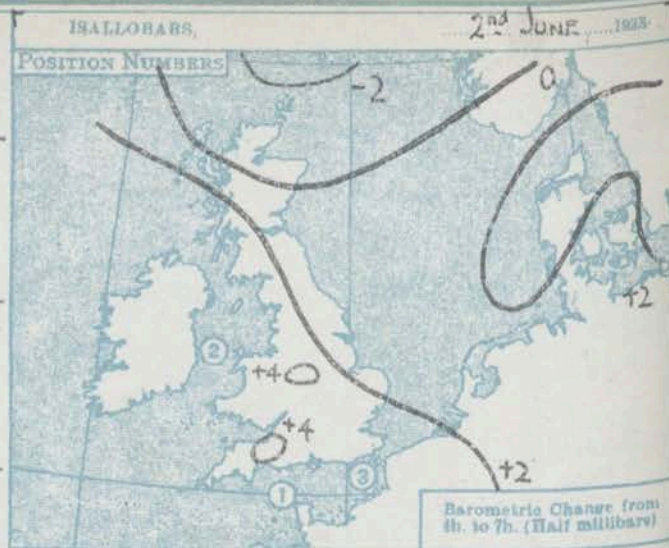 ISALLOBARS, 2nd JUNE 1938.
POSITION NUMBERS
-2
0
+2
2
+4
+4
3
+2
1
Barometric Change from
4h. to 7h. (Half millibars)